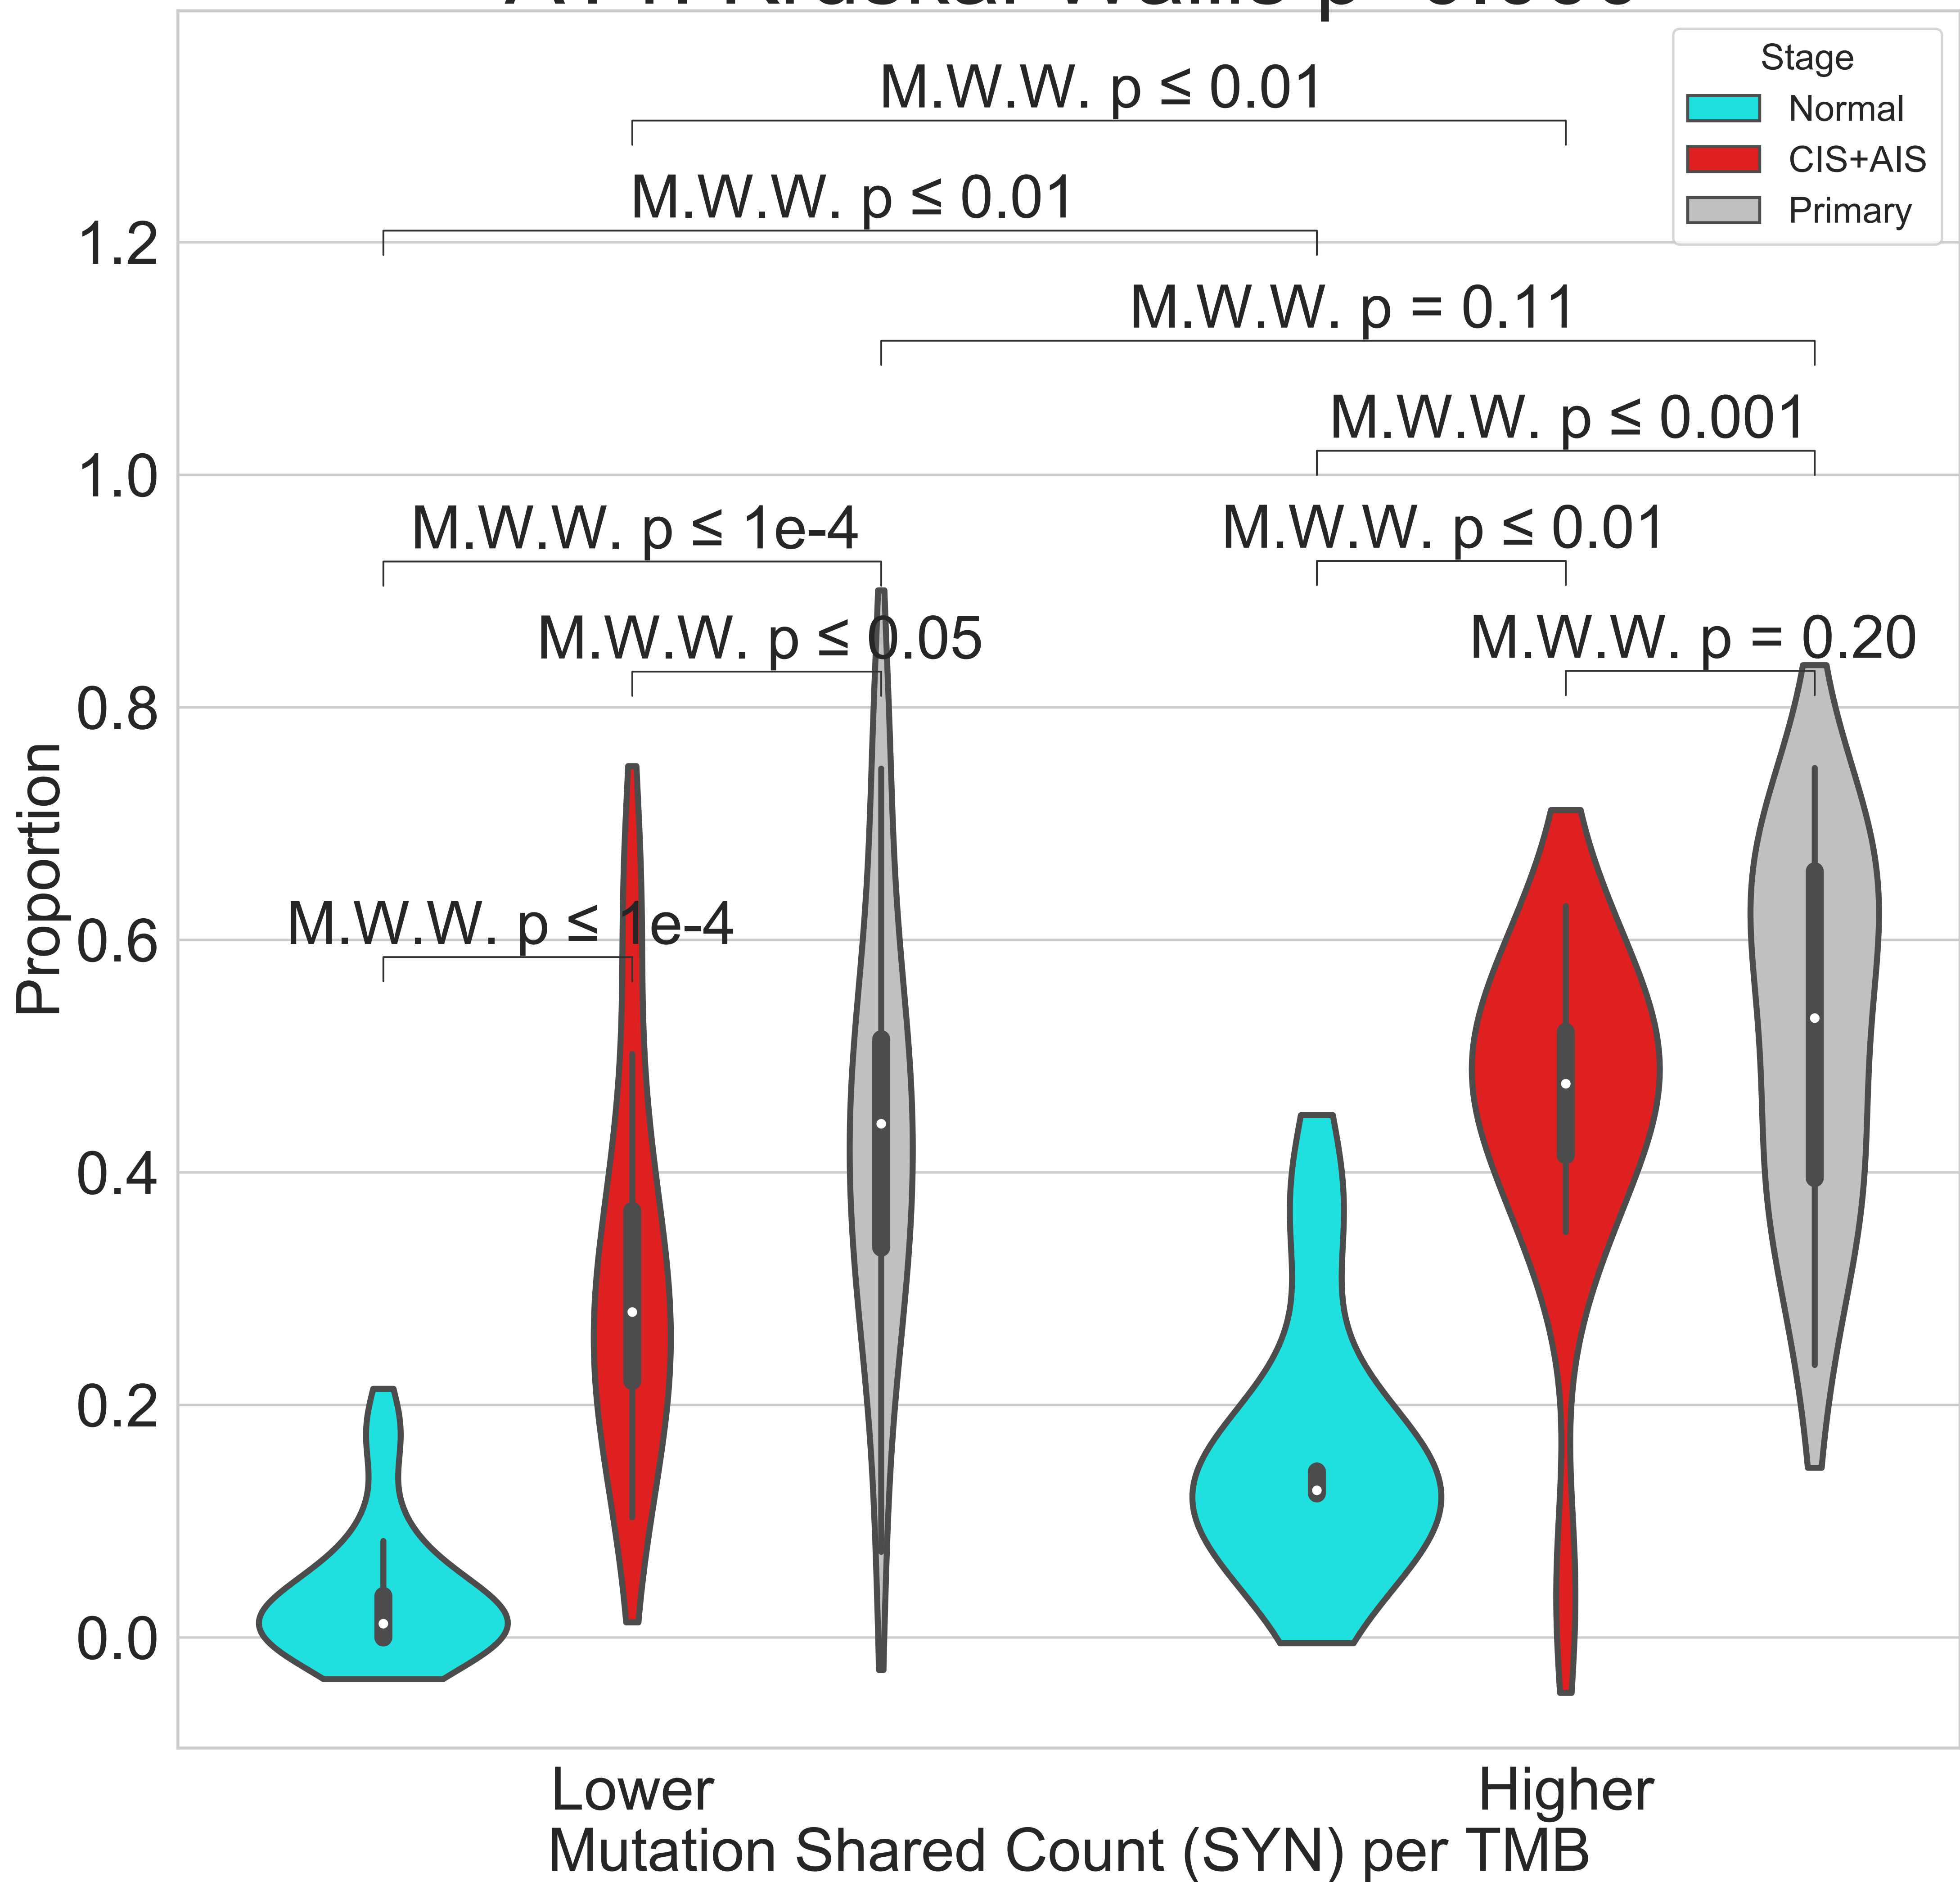 Stage
Normal
CIS+AIS
Primary
M.W.W. p ≤ 0.01
M.W.W. p ≤ 0.01
M.W.W. p = 0.11
M.W.W. p ≤ 0.001
M.W.W. p ≤ 1e-4
M.W.W. p ≤ 0.01
M.W.W. p ≤ 0.05
M.W.W. p = 0.20
M.W.W. p ≤ 1e-4
1.2
1.0
0.8
0.6
0.4
0.2
0.0
Proportion
Lower
Higher
Mutation Shared Count (SYN) per TMB